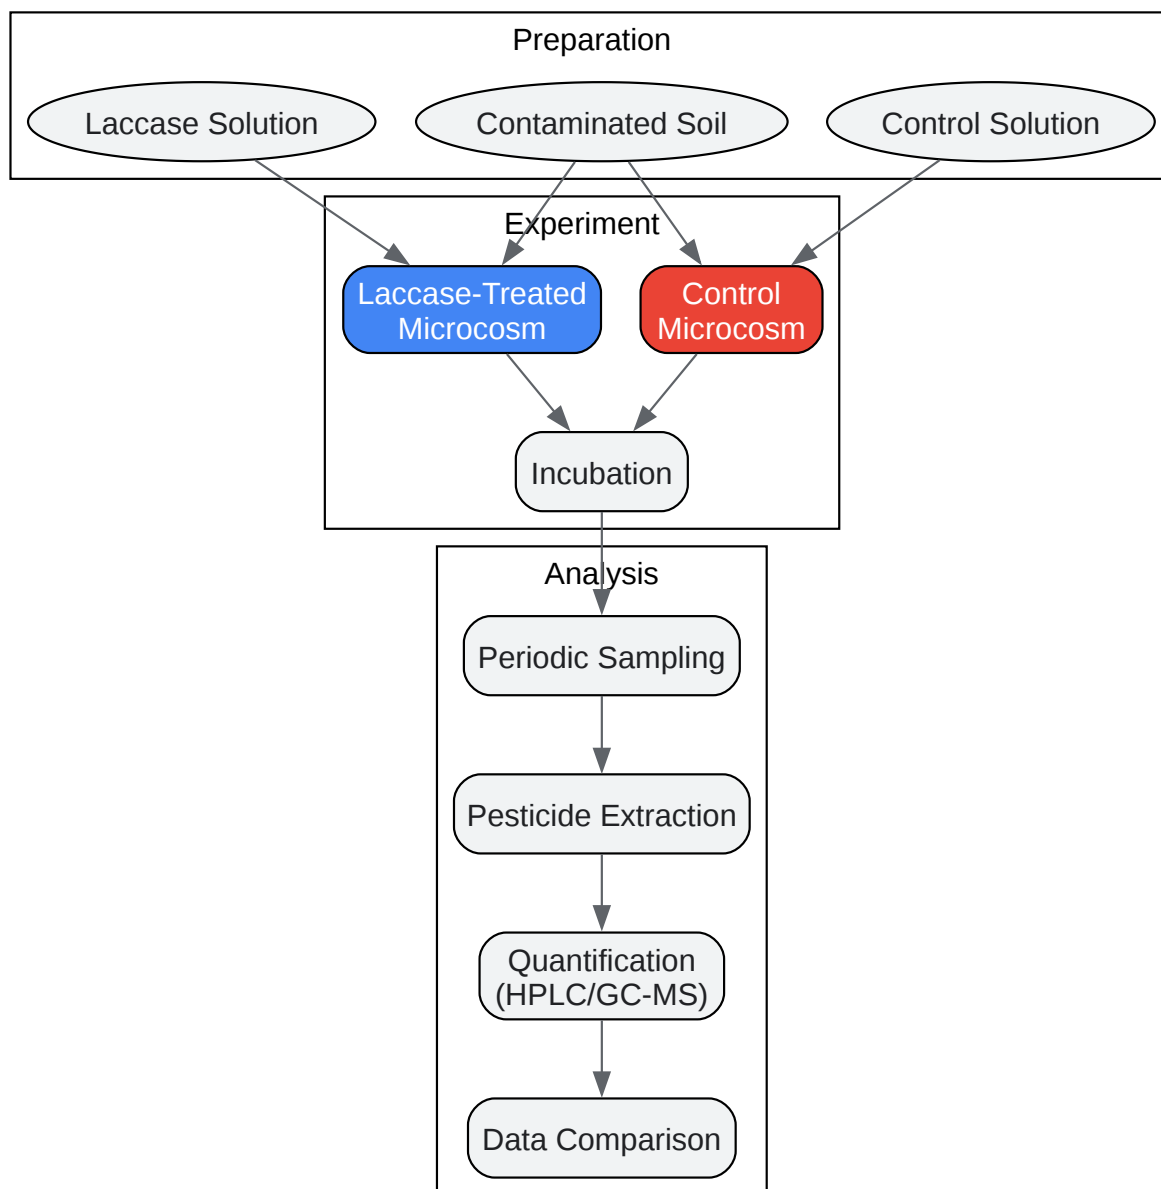 Preparation
Laccase Solution
Contaminated Soil
Control Solution
Experiment
Laccase-Treated
Microcosm
Control
Microcosm
Incubation
Analysis
Periodic Sampling
Pesticide Extraction
Quantification
(HPLC/GC-MS)
Data Comparison